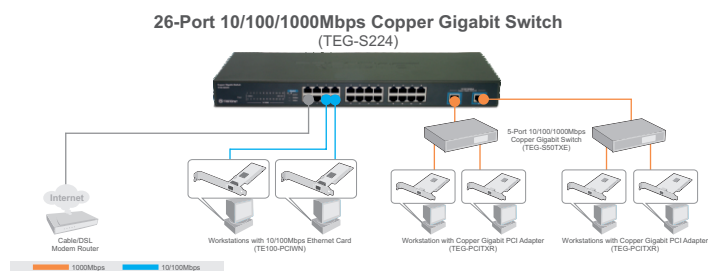 26-Port 10/100/1000Mbps Copper Gigabit Switch
(TEG-S224)
5-Port 10/100/1000Mbps
Copper Gigabit Switch
(TEG-S50TXE)
Internet
Cable/DSL
Modem Router
Workstations with 10/100Mbps Ethernet Card
(TE100-PCIWN)
Workstation with Copper Gigabit PCI Adapter
(TEG-PCITXR)
Workstations with Copper Gigabit PCI Adapter
(TEG-PCITXR)
1000Mbps
10/100Mbps